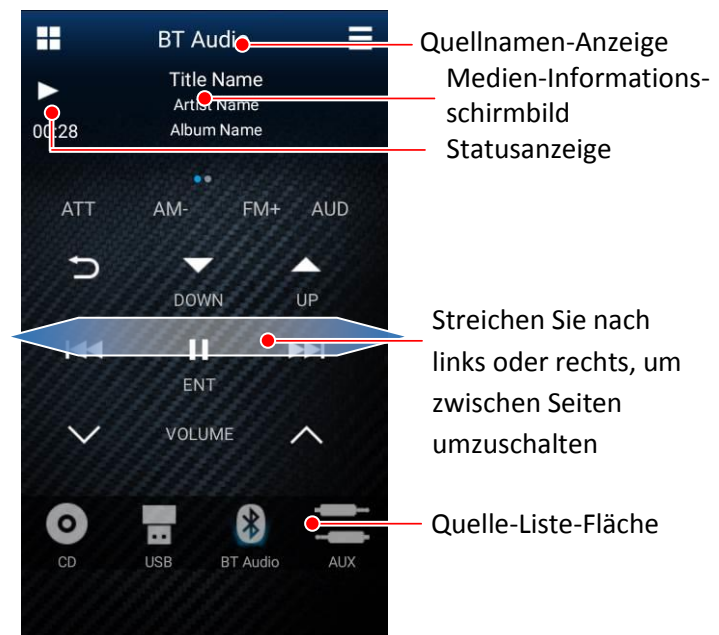 BT Audio
Quellnamen-Anzeige
Title Name
Artist Name
Album Name
00:28
Medien-Informations-
schirmbild
Statusanzeige
ATT AM- FM+ AUD
DOWN UP
ENT
VOLUME
Streichen Sie nach
links oder rechts, um
zwischen Seiten
umzuschalten
CD USB BT Audio AUX
Quelle-Liste-Fläche